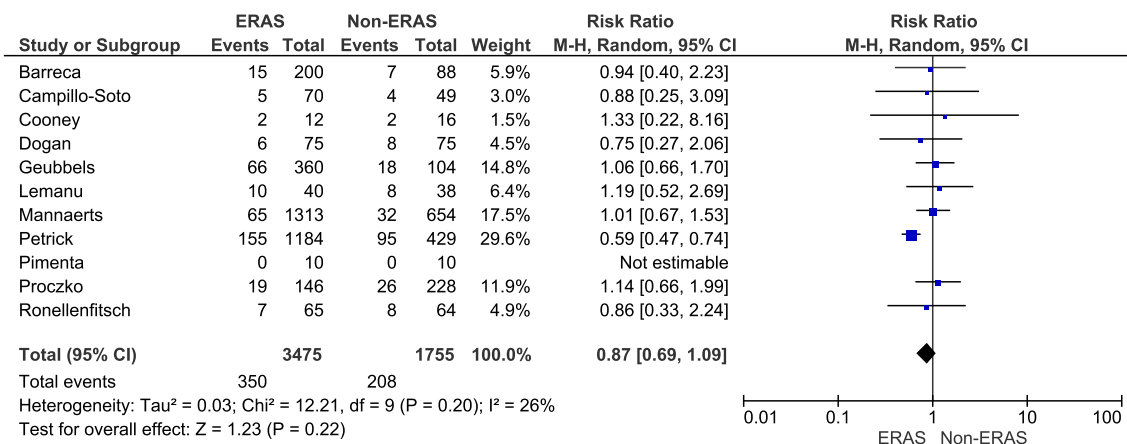 ERAS Non-ERAS Risk Ratio Risk Ratio
Study or Subgroup Events Total Events Total Weight M-H, Random, 95% CI M-H, Random, 95% CI
Barreca 15 200 7 88 5.9% 0.94 [0.40, 2.23]
Campillo-Soto 5 70 4 49 3.0% 0.88 [0.25, 3.09]
Cooney 2 12 2 16 1.5% 1.33 [0.22, 8.16]
Dogan 6 75 8 75 4.5% 0.75 [0.27, 2.06]
Geubbels 66 360 18 104 14.8% 1.06 [0.66, 1.70]
Lemanu 10 40 8 38 6.4% 1.19 [0.52, 2.69]
Mannaerts 65 1313 32 654 17.5% 1.01 [0.67, 1.53]
Petrick 155 1184 95 429 29.6% 0.59 [0.47, 0.74]
Pimenta 0 10 0 10 Not estimable
Proczko 19 146 26 228 11.9% 1.14 [0.66, 1.99]
Ronellenfitsch 7 65 8 64 4.9% 0.86 [0.33, 2.24]
Total (95% CI) 3475 1755 100.0% 0.87 [0.69, 1.09]
Total events 350 208
Heterogeneity: Tau² = 0.03; Chi² = 12.21, df = 9 (P = 0.20); I² = 26%
0.01 0.1 1 10 100
Test for overall effect: Z = 1.23 (P = 0.22)
ERAS Non-ERAS